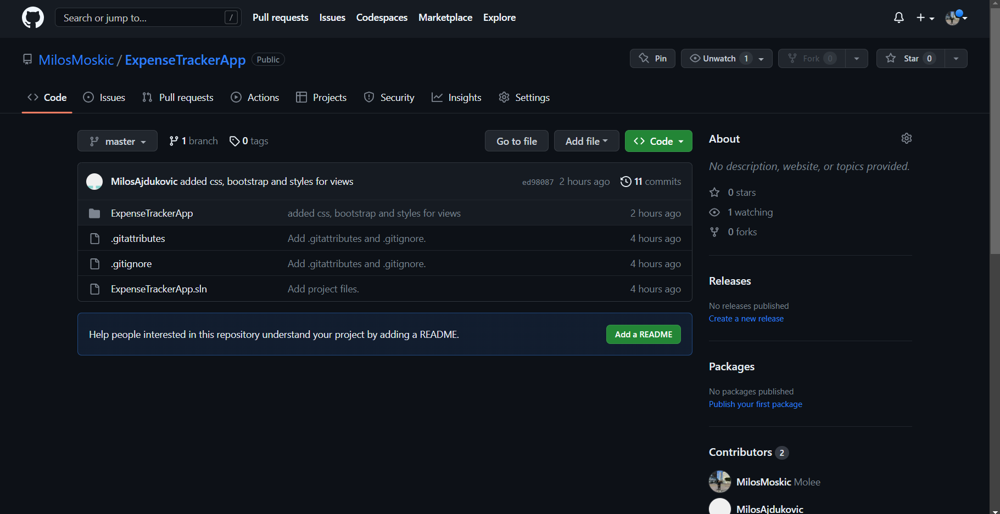 Search or jump to... / Pull requests Issues Codespaces Marketplace Explore
MilosMoskic / ExpenseTrackerApp Public Pin Unwatch 1 Fork 0 Star 0
Code Issues Pull requests Actions Projects Security Insights Settings
master 1 branch 0 tags Go to file Add file Code
MilosAjdukovic added css, bootstrap and styles for views ed98087 2 hours ago 11 commits
ExpenseTrackerApp added css, bootstrap and styles for views 2 hours ago
.gitattributes Add .gitattributes and .gitignore. 4 hours ago
.gitignore Add .gitattributes and .gitignore. 4 hours ago
ExpenseTrackerApp.sln Add project files. 4 hours ago
Help people interested in this repository understand your project by adding a README. Add a README
About
No description, website, or topics provided.
0 stars
1 watching
0 forks
Releases
No releases published
Create a new release
Packages
No packages published
Publish your first package
Contributors 2
MilosMoskic Molee
MilosAjdukovic